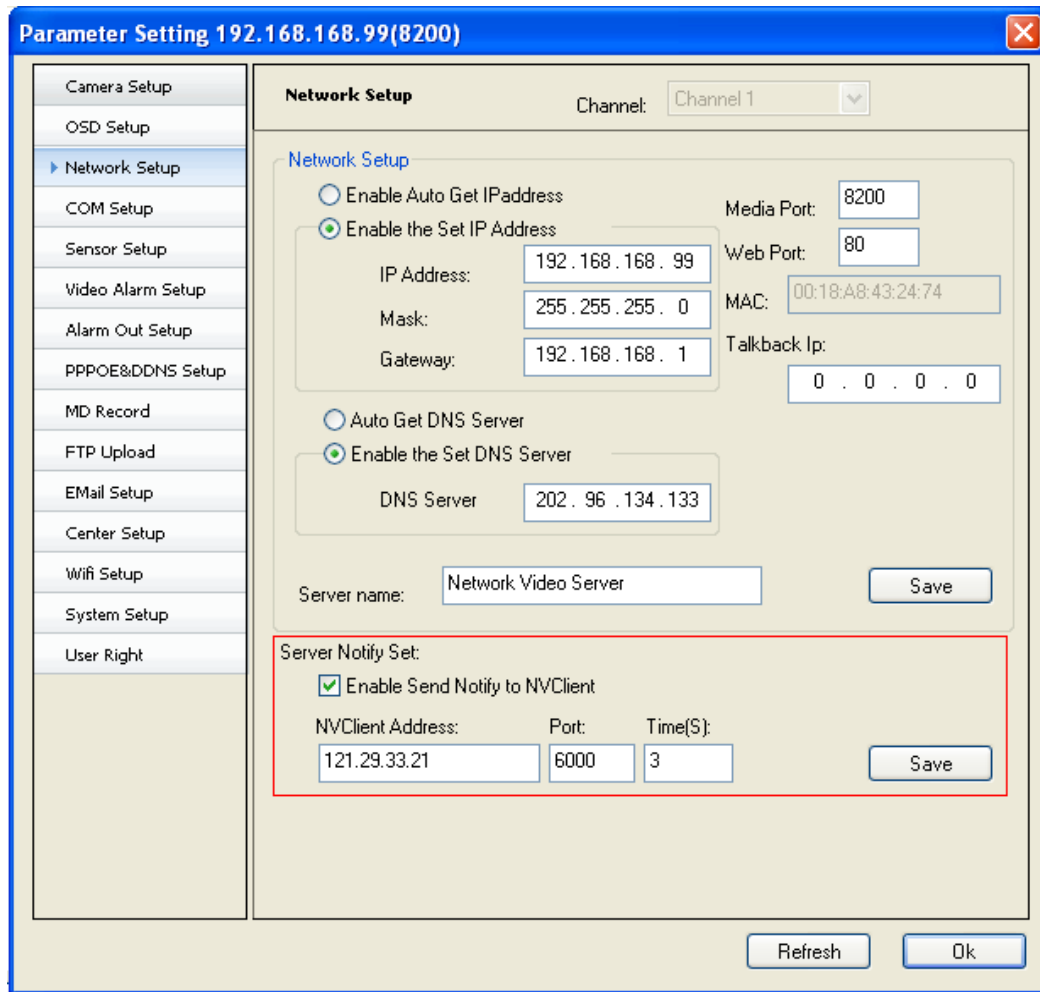 Parameter Setting 192.168.168.99(8200)
Camera Setup
OSD Setup
Network Setup
COM Setup
Sensor Setup
Video Alarm Setup
Alarm Out Setup
PPPOE&DDNS Setup
MD Record
FTP Upload
EMail Setup
Center Setup
Wifi Setup
System Setup
User Right
Network Setup
Channel: Channel 1
Network Setup
Enable Auto Get IPaddress
Enable the Set IP Address
IP Address: 192.168.168. 99
Mask: 255.255.255. 0
Gateway: 192.168.168. 1
Media Port: 8200
Web Port: 80
MAC: 00:18:A8:43:24:74
Talkback Ip:
0 . 0 . 0 . 0
Auto Get DNS Server
Enable the Set DNS Server
DNS Server 202. 96 .134.133
Server name: Network Video Server Save
Server Notify Set:
Enable Send Notify to NVClient
NVClient Address: Port: Time(S):
121.29.33.21 6000 3 Save
Refresh Ok